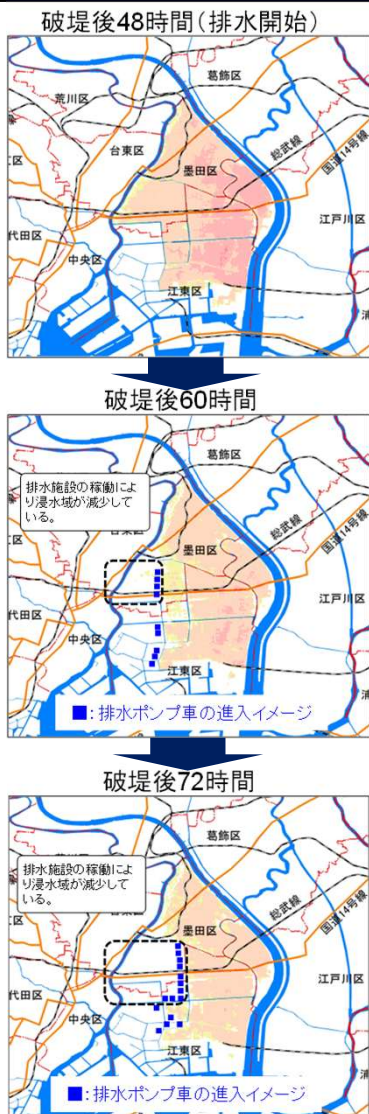 破堤後48時間(排水開始)
葛飾区
荒川区
台東区
墨田区
総武線
国道14号線
江戸川区
代田区
中央区
江東区
浦
破堤後60時間
排水施設の稼働によ
り浸水域が減少して
いる。
葛飾区
墨田区
総武線
国道14号線
江戸川区
代田区
中央区
江東区
浦
■:排水ポンプ車の進入イメージ
破堤後72時間
排水施設の稼働によ
り浸水域が減少して
いる。
葛飾区
墨田区
総武線
国道14号線
江戸川区
代田区
中央区
江東区
浦
■:排水ポンプ車の進入イメージ